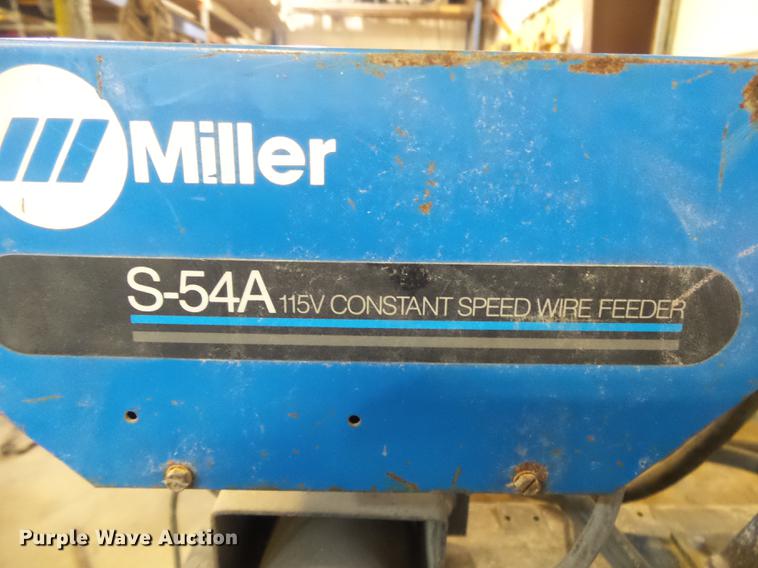 Miller
S-54A 115V CONSTANT SPEED WIRE FEEDER
Purple Wave Auction